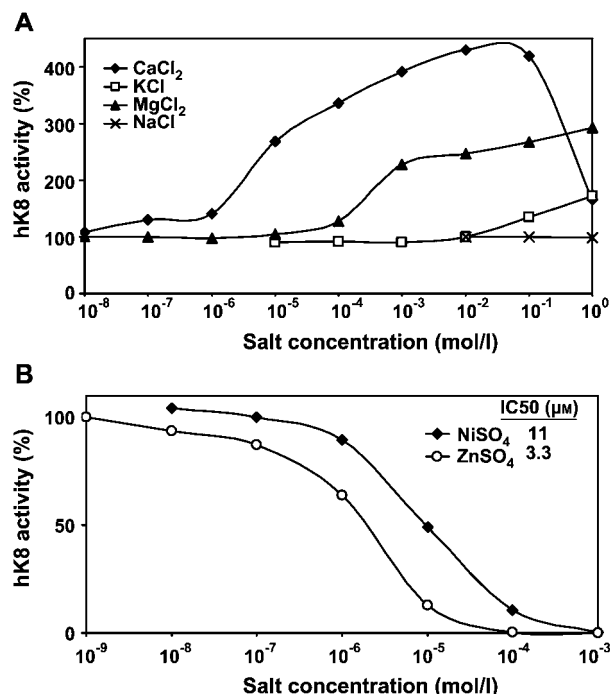 A
hK8 activity (%)
400
300
200
100
0
CaCl₂
KCl
MgCl₂
NaCl
10⁻⁸ 10⁻⁷ 10⁻⁶ 10⁻⁵ 10⁻⁴ 10⁻³ 10⁻² 10⁻¹ 10⁰
Salt concentration (mol/l)
B
hK8 activity (%)
100
50
0
IC50 (μM)
NiSO₄ 11
ZnSO₄ 3.3
10⁻⁹ 10⁻⁸ 10⁻⁷ 10⁻⁶ 10⁻⁵ 10⁻⁴ 10⁻³
Salt concentration (mol/l)